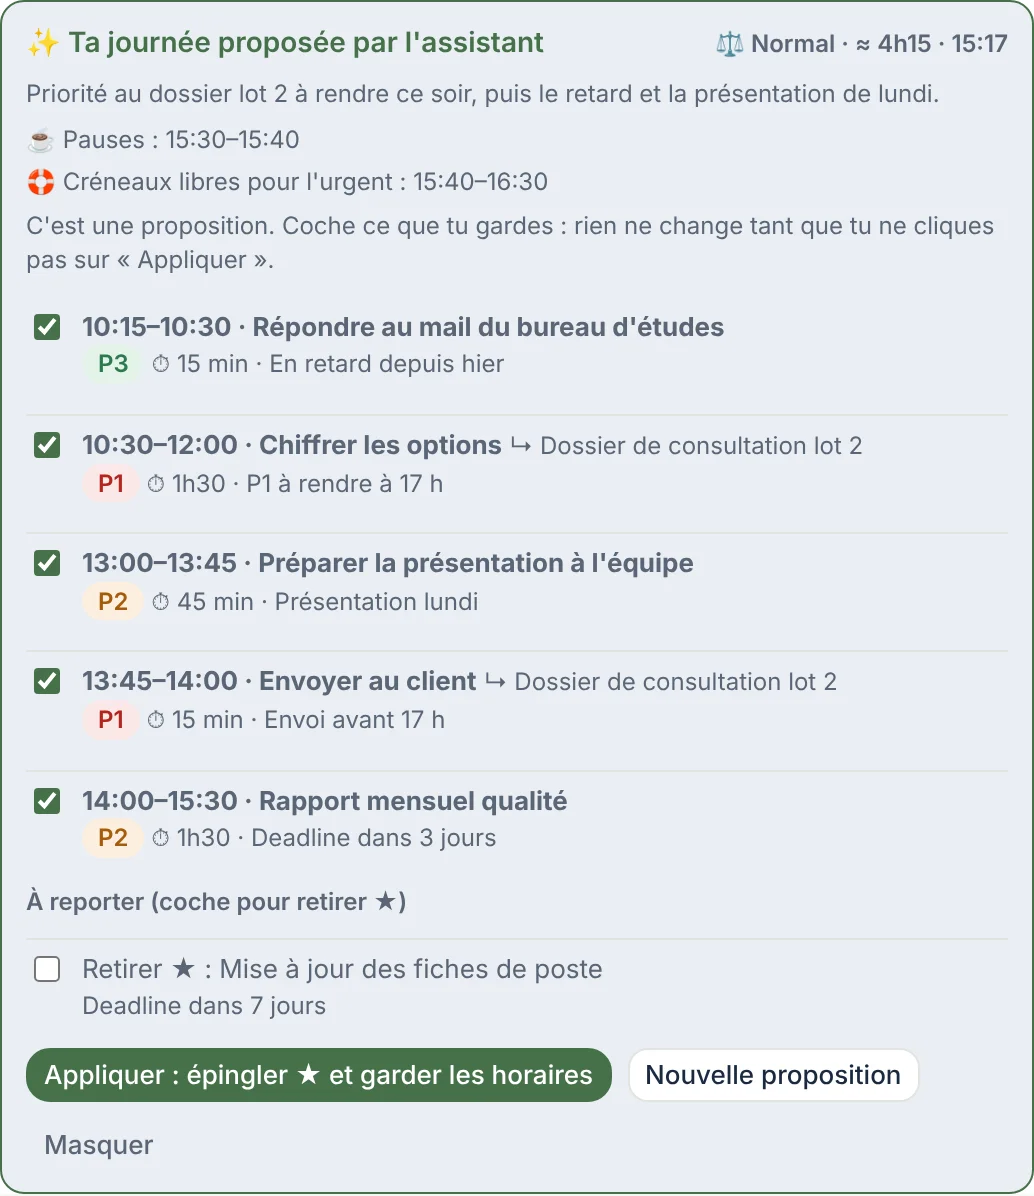 ✨ Ta journée proposée par l'assistant
⚖️ Normal · ≈ 4h15 · 15:17
Priorité au dossier lot 2 à rendre ce soir, puis le retard et la présentation de lundi.
☕ Pauses : 15:30–15:40
🛟 Créneaux libres pour l'urgent : 15:40–16:30
C'est une proposition. Coche ce que tu gardes : rien ne change tant que tu ne cliques
pas sur « Appliquer ».
10:15–10:30 · Répondre au mail du bureau d'études
P3 ⏱ 15 min · En retard depuis hier
10:30–12:00 · Chiffrer les options ↳ Dossier de consultation lot 2
P1 ⏱ 1h30 · P1 à rendre à 17 h
13:00–13:45 · Préparer la présentation à l'équipe
P2 ⏱ 45 min · Présentation lundi
13:45–14:00 · Envoyer au client ↳ Dossier de consultation lot 2
P1 ⏱ 15 min · Envoi avant 17 h
14:00–15:30 · Rapport mensuel qualité
P2 ⏱ 1h30 · Deadline dans 3 jours
À reporter (coche pour retirer ★)
Retirer ★ : Mise à jour des fiches de poste
Deadline dans 7 jours
Appliquer : épingler ★ et garder les horaires
Nouvelle proposition
Masquer